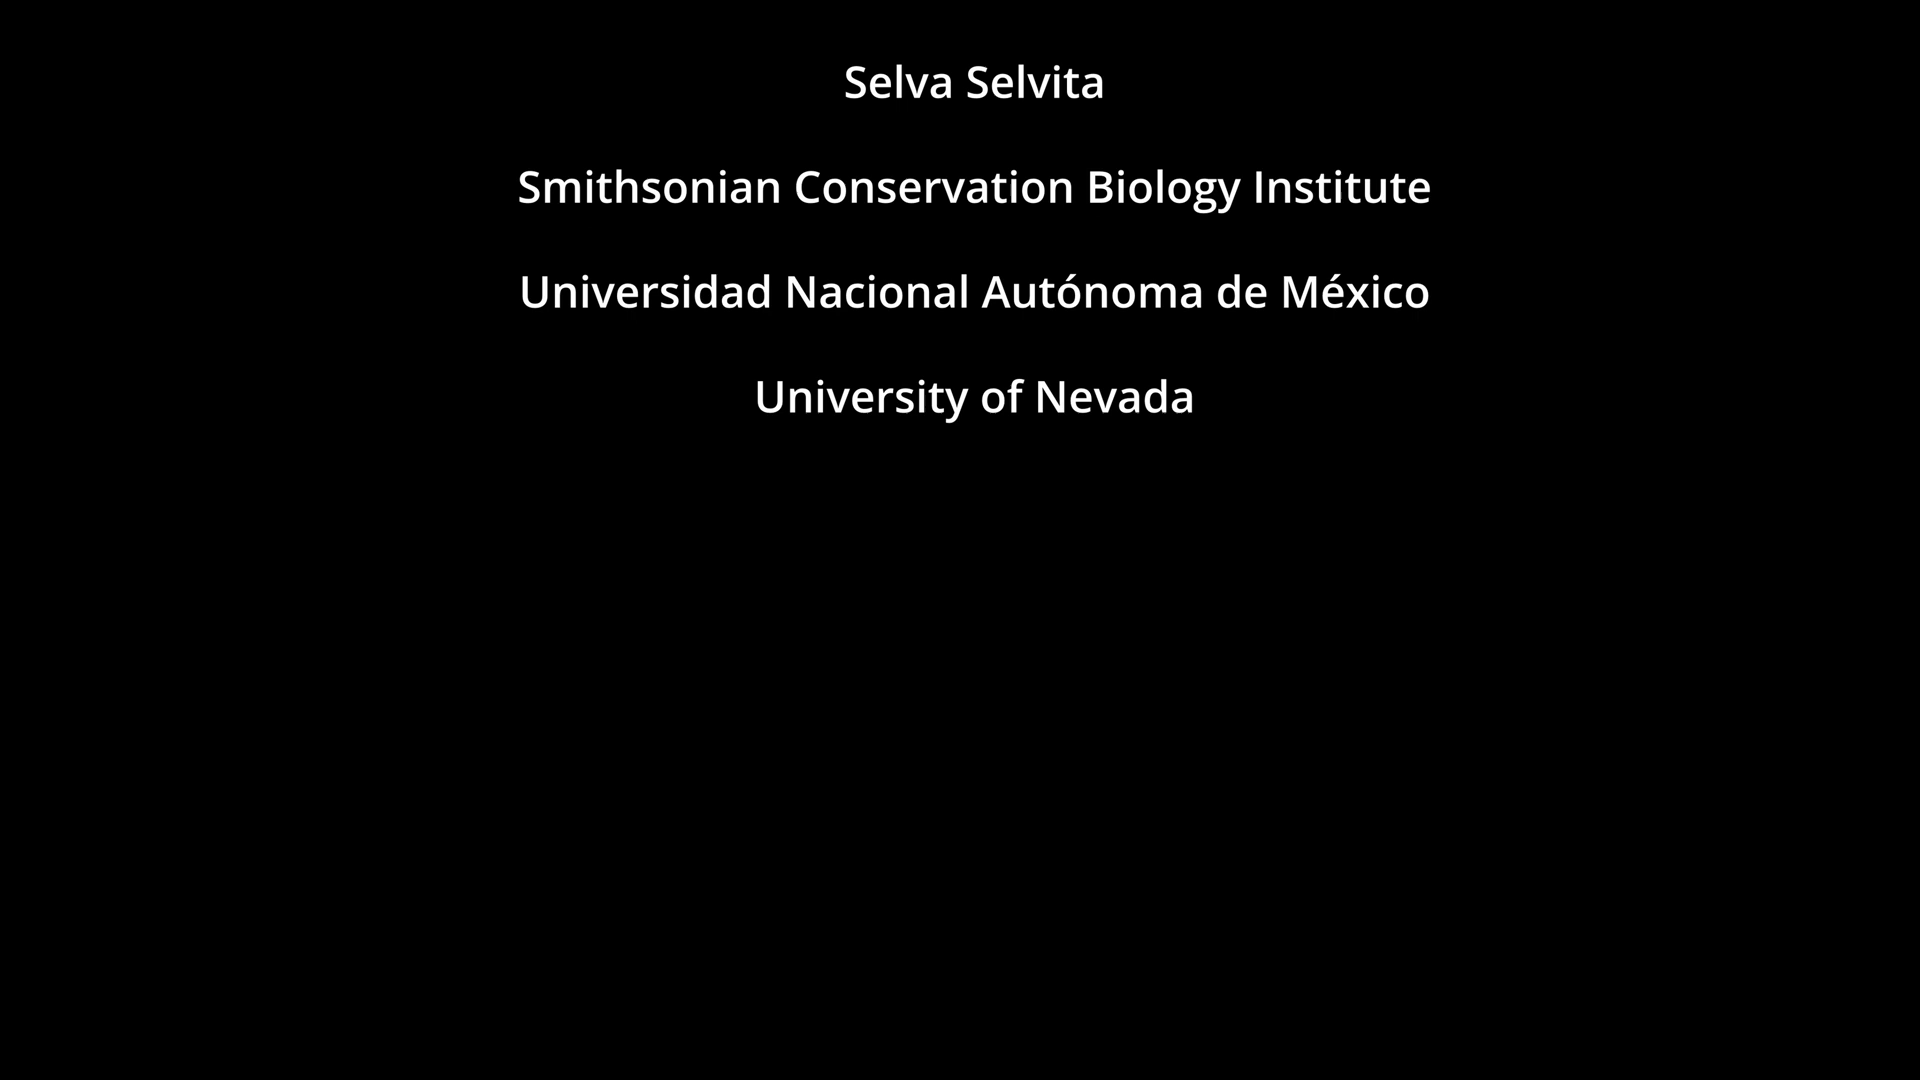 Selva Selvita
Smithsonian Conservation Biology Institute
Universidad Nacional Autónoma de México
University of Nevada